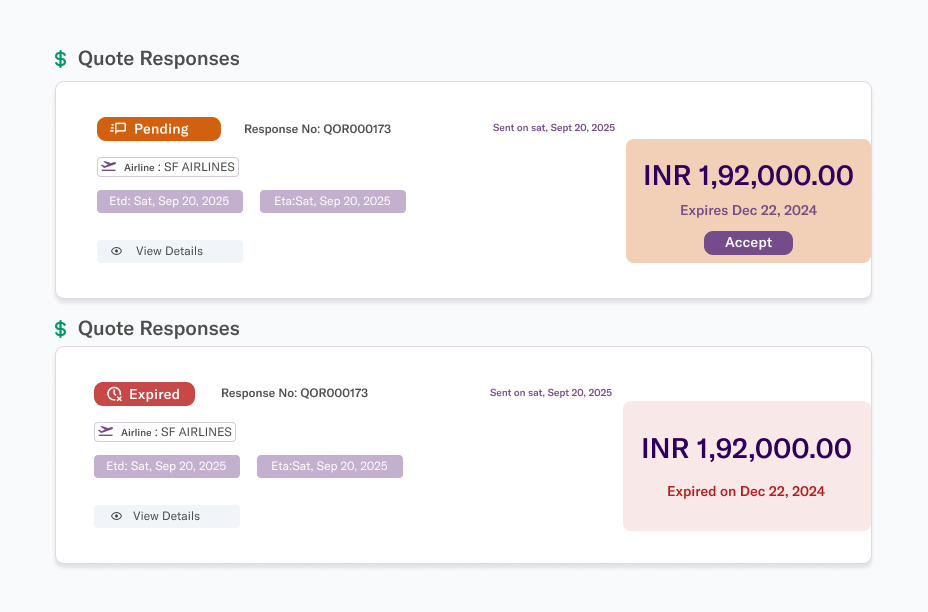 $ Quote Responses
Pending
Response No: QOR000173
Sent on sat, Sept 20, 2025
Airline : SF AIRLINES
INR 1,92,000.00
Etd: Sat, Sep 20, 2025
Eta:Sat, Sep 20, 2025
Expires Dec 22, 2024
Accept
View Details
$ Quote Responses
Expired
Response No: QOR000173
Sent on sat, Sept 20, 2025
Airline : SF AIRLINES
INR 1,92,000.00
Etd: Sat, Sep 20, 2025
Eta:Sat, Sep 20, 2025
Expired on Dec 22, 2024
View Details